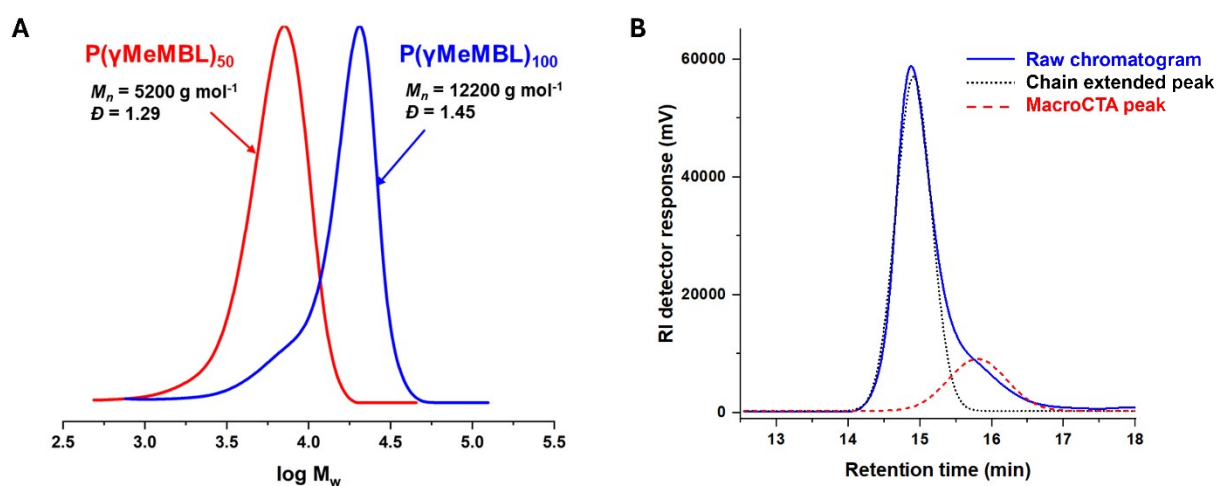 A
P(γMeMBL)₅₀
Mₙ = 5200 g mol⁻¹
Đ = 1.29
P(γMeMBL)₁₀₀
Mₙ = 12200 g mol⁻¹
Đ = 1.45
2.5 3.0 3.5 4.0 4.5 5.0 5.5
log M_w
B
Raw chromatogram
Chain extended peak
MacroCTA peak
60000
40000
20000
0
RI detector response (mV)
13 14 15 16 17 18
Retention time (min)